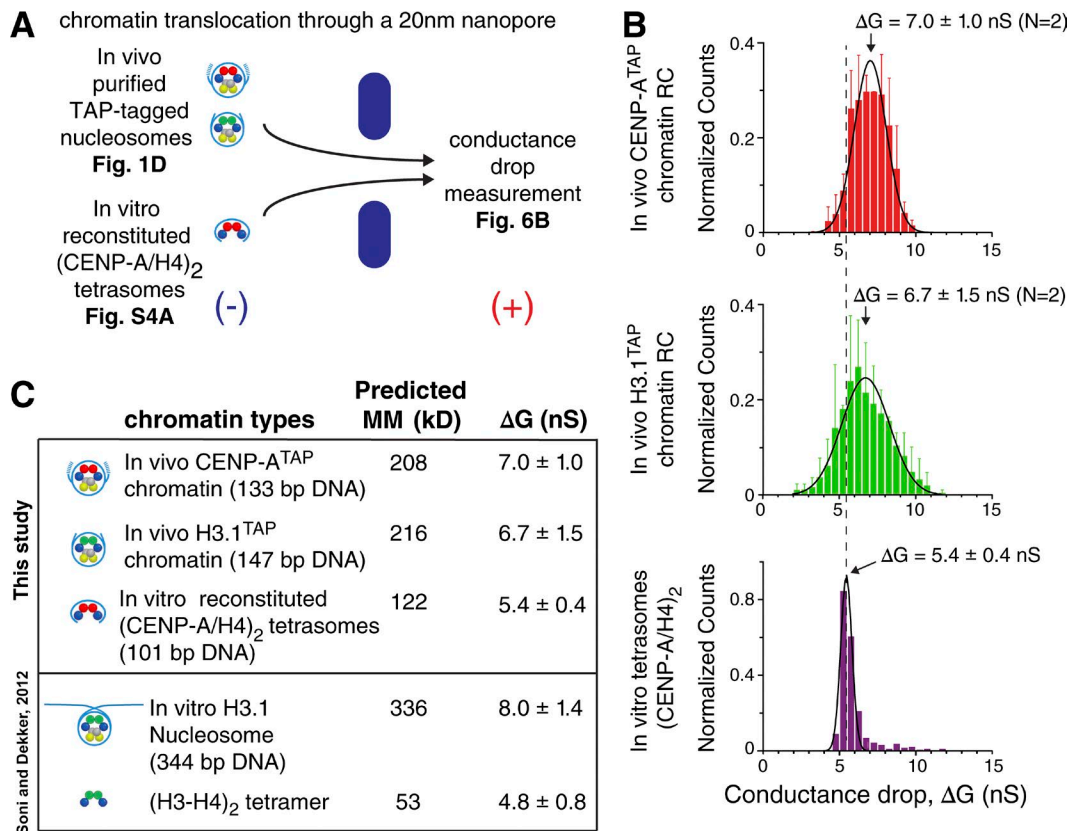 A
chromatin translocation through a 20nm nanopore
In vivo
purified
TAP-tagged
nucleosomes
Fig. 1D
In vitro
reconstituted
(CENP-A/H4)2
tetrasomes
Fig. S4A
(-)
conductance
drop
measurement
Fig. 6B
(+)
B
ΔG = 7.0 ± 1.0 nS (N=2)
In vivo CENP-ATAP
chromatin RC
Normalized Counts
0.4
0.2
0
0 5 10 15
ΔG = 6.7 ± 1.5 nS (N=2)
In vivo H3.1TAP
chromatin RC
Normalized Counts
0.4
0.2
0
0 5 10 15
ΔG = 5.4 ± 0.4 nS
In vitro tetrasomes
(CENP-A/H4)2
Normalized Counts
0.8
0.4
0
0 5 10 15
Conductance drop, ΔG (nS)
C
chromatin types
Predicted
MM (kD)
ΔG (nS)
This study
In vivo CENP-ATAP 208 7.0 ± 1.0
chromatin (133 bp DNA)
In vivo H3.1TAP 216 6.7 ± 1.5
chromatin (147 bp DNA)
In vitro reconstituted 122 5.4 ± 0.4
(CENP-A/H4)2 tetrasomes
(101 bp DNA)
Soni and Dekker, 2012
In vitro H3.1 336 8.0 ± 1.4
Nucleosome
(344 bp DNA)
(H3-H4)2 tetramer 53 4.8 ± 0.8